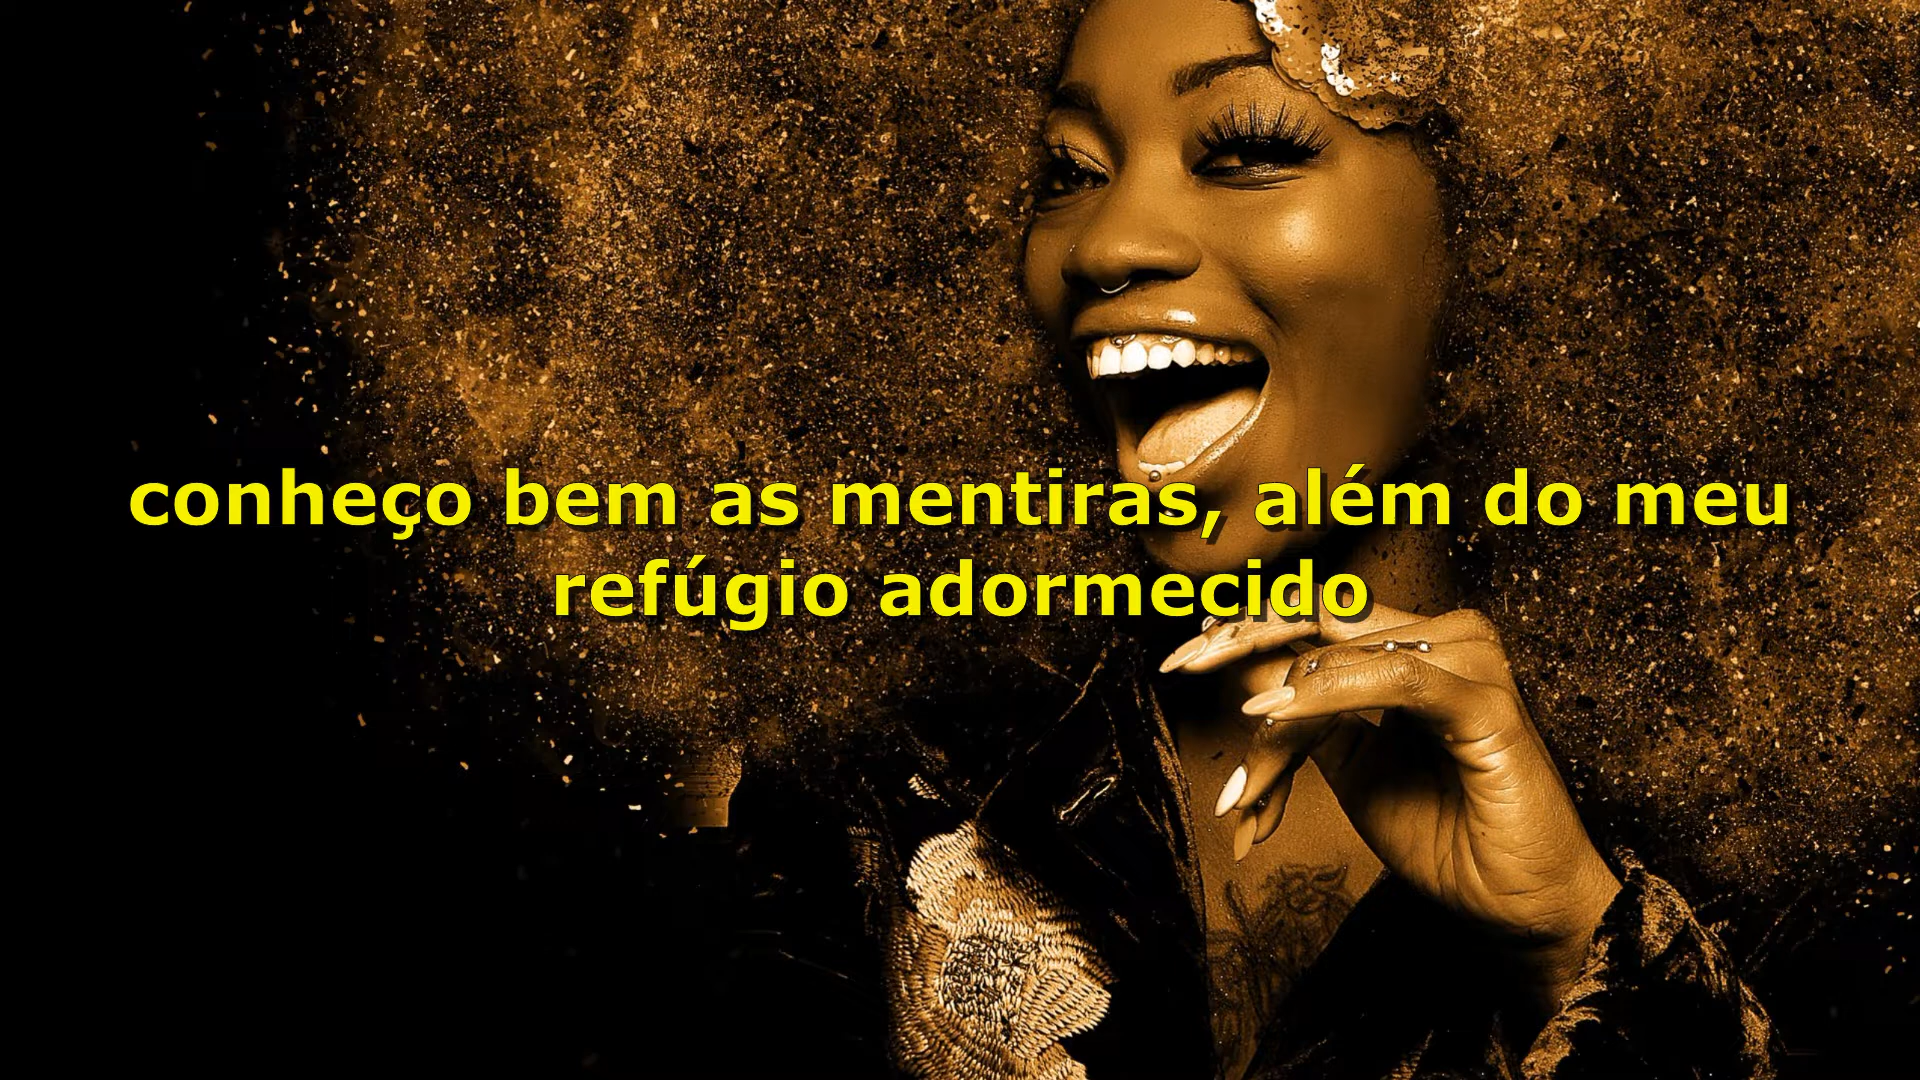 conheço bem as mentiras, além do meu
refúgio adormecido